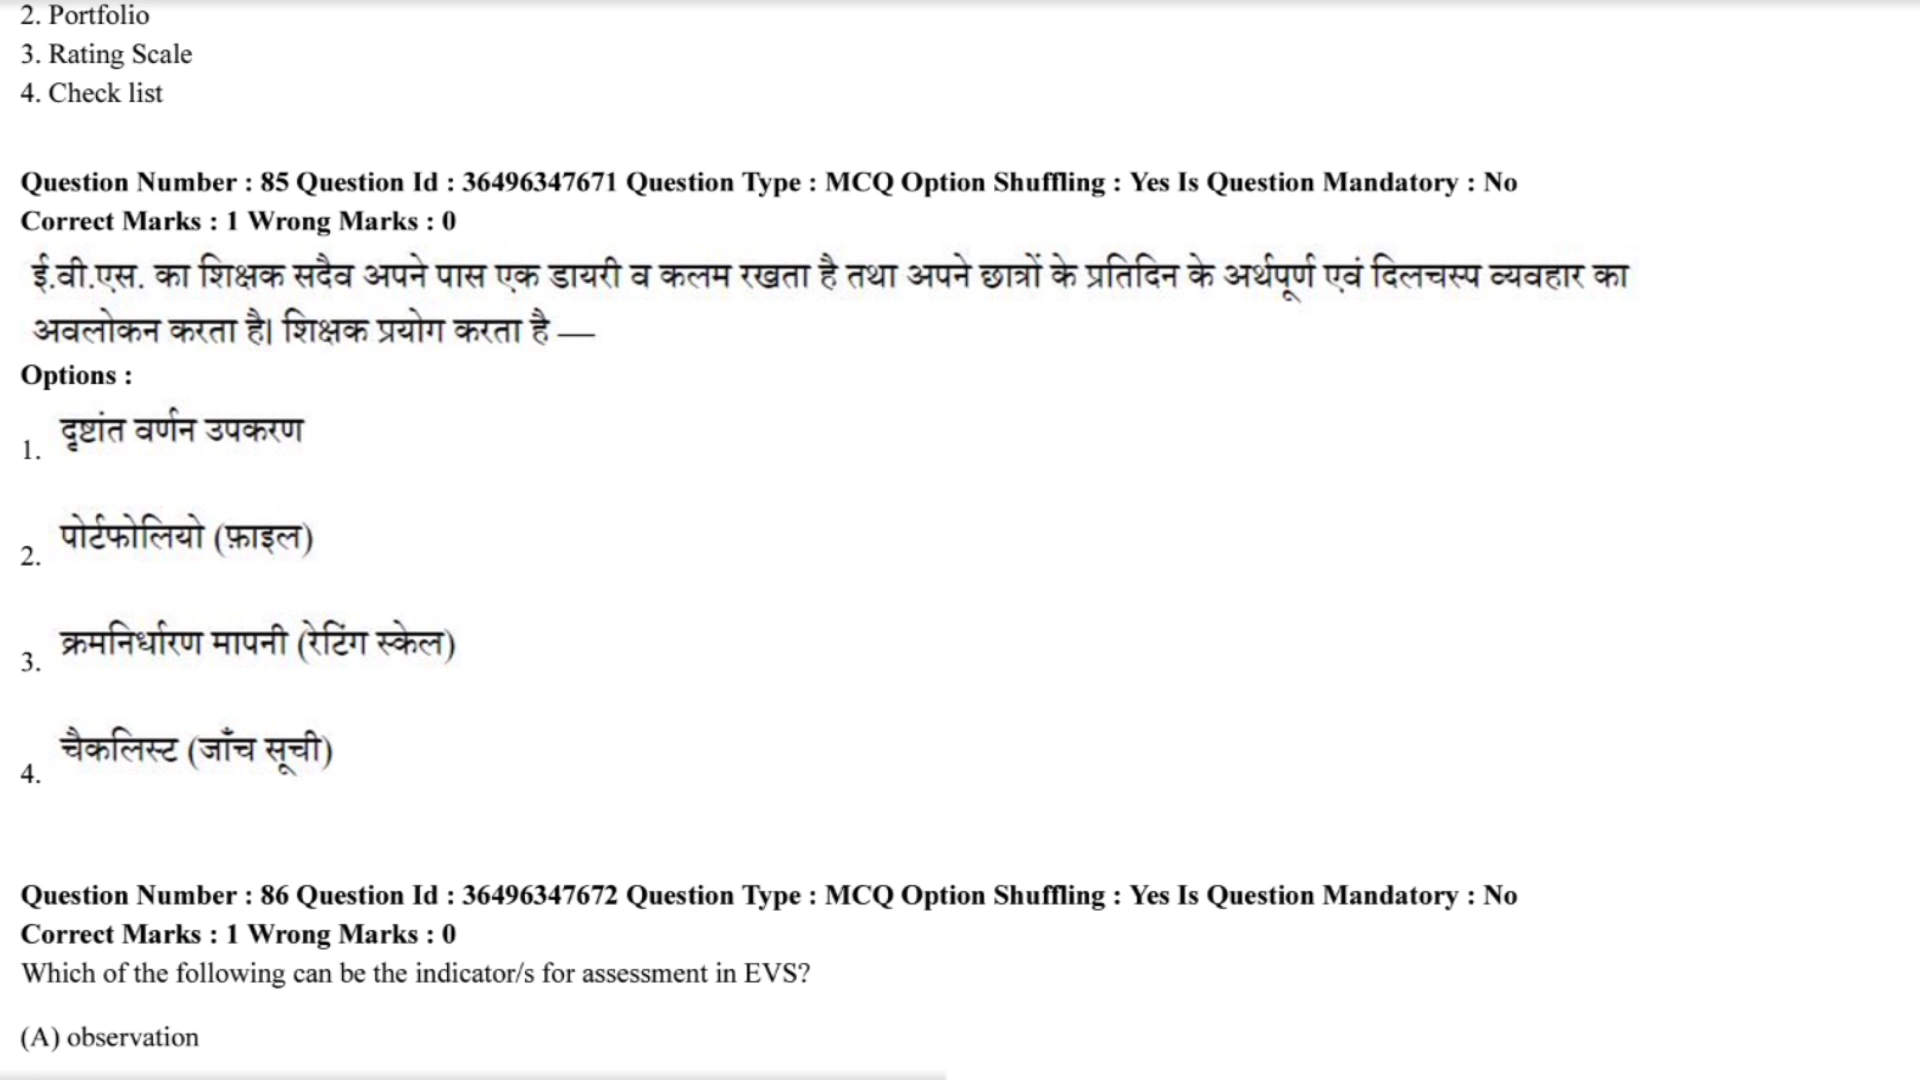 2. Portfolio
3. Rating Scale
4. Check list
Question Number : 85 Question Id : 36496347671 Question Type : MCQ Option Shuffling : Yes Is Question Mandatory : No
Correct Marks : 1 Wrong Marks : 0
ई.वी.एस. का शिक्षक सदैव अपने पास एक डायरी व कलम रखता है तथा अपने छात्रों के प्रतिदिन के अर्थपूर्ण एवं दिलचस्प व्यवहार का
अवलोकन करता है। शिक्षक प्रयोग करता है —
Options :
1. दृष्टांत वर्णन उपकरण
2. पोर्टफोलियो (फ़ाइल)
3. क्रमनिर्धारण मापनी (रेटिंग स्केल)
4. चैकलिस्ट (जाँच सूची)
Question Number : 86 Question Id : 36496347672 Question Type : MCQ Option Shuffling : Yes Is Question Mandatory : No
Correct Marks : 1 Wrong Marks : 0
Which of the following can be the indicator/s for assessment in EVS?
(A) observation